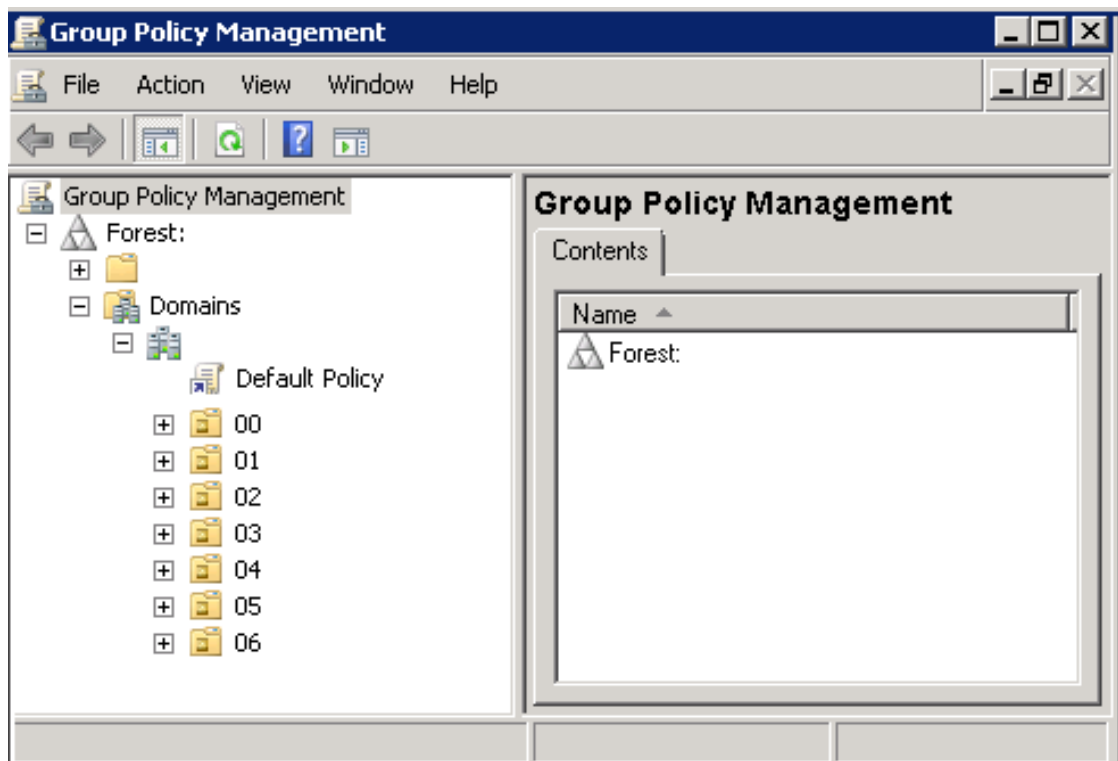 Group Policy Management
File Action View Window Help
Group Policy Management
Forest:
Domains
Default Policy
00
01
02
03
04
05
06
Group Policy Management
Contents
Name
Forest: